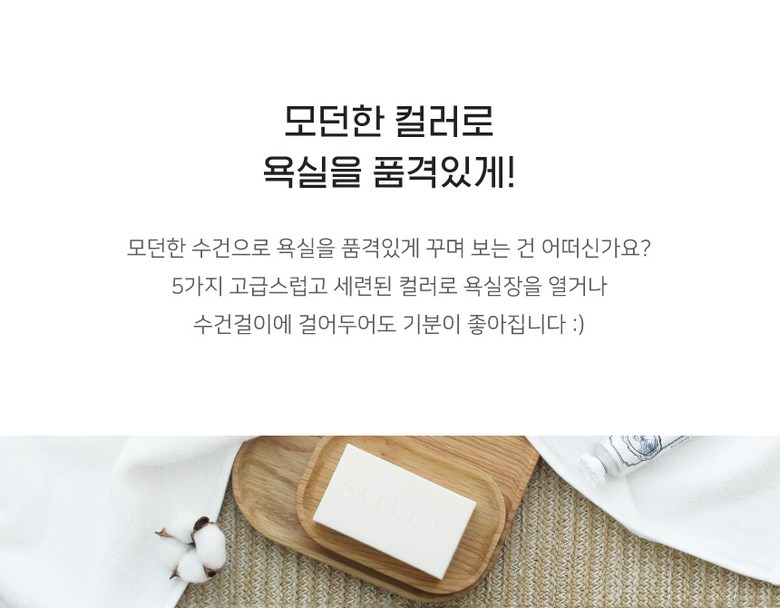 모던한 컬러로
욕실을 품격있게!
모던한 수건으로 욕실을 품격있게 꾸며 보는 건 어떠신가요?
5가지 고급스럽고 세련된 컬러로 욕실장을 열거나
수건걸이에 걸어두어도 기분이 좋아집니다 :)